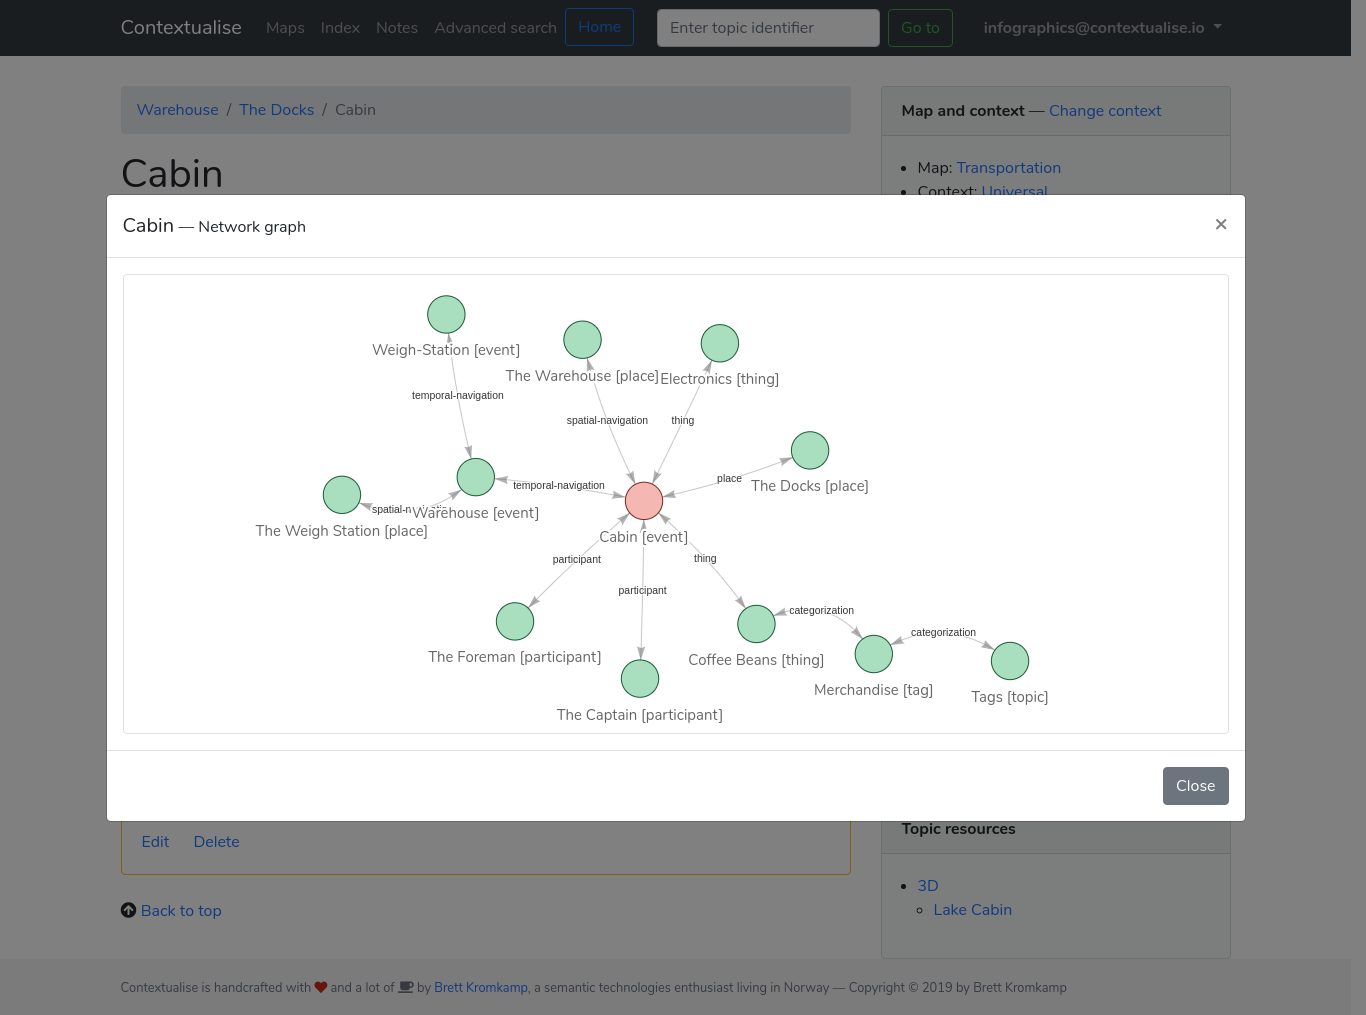 Contextualise Maps Index Notes Advanced search Home Enter topic identifier Go to infographics@contextualise.io
Warehouse / The Docks / Cabin
Map and context — Change context
Cabin
Map: Transportation
Context: Universal
Cabin — Network graph ×
Weigh-Station [event]
The Warehouse [place]
Electronics [thing]
temporal-navigation
spatial-navigation
thing
place
The Docks [place]
temporal-navigation
Warehouse [event]
The Weigh Station [place]
Cabin [event]
participant
thing
participant
categorization
categorization
The Foreman [participant]
Coffee Beans [thing]
Merchandise [tag]
Tags [topic]
The Captain [participant]
Close
Topic resources
Edit Delete
3D
Lake Cabin
Back to top
Contextualise is handcrafted with and a lot of by Brett Kromkamp, a semantic technologies enthusiast living in Norway — Copyright © 2019 by Brett Kromkamp